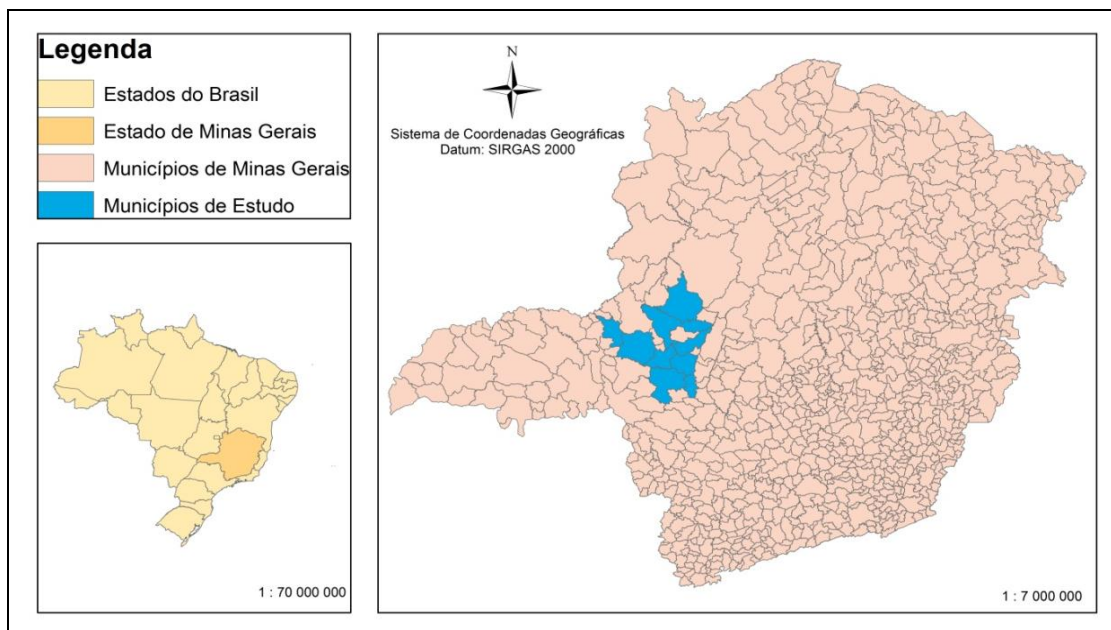 Legenda
Estados do Brasil
Estado de Minas Gerais
Municípios de Minas Gerais
Municípios de Estudo
1 : 70 000 000
N
Sistema de Coordenadas Geográficas
Datum: SIRGAS 2000
1 : 7 000 000